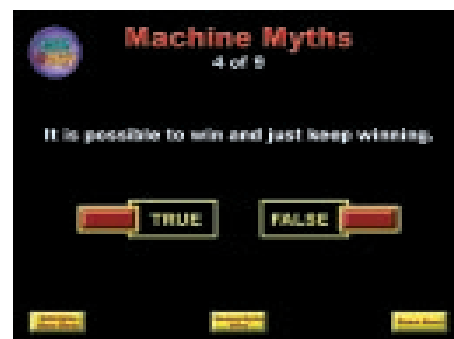 Machine Myths
4 of 9
It is possible to win and just keep winning.
TRUE
FALSE